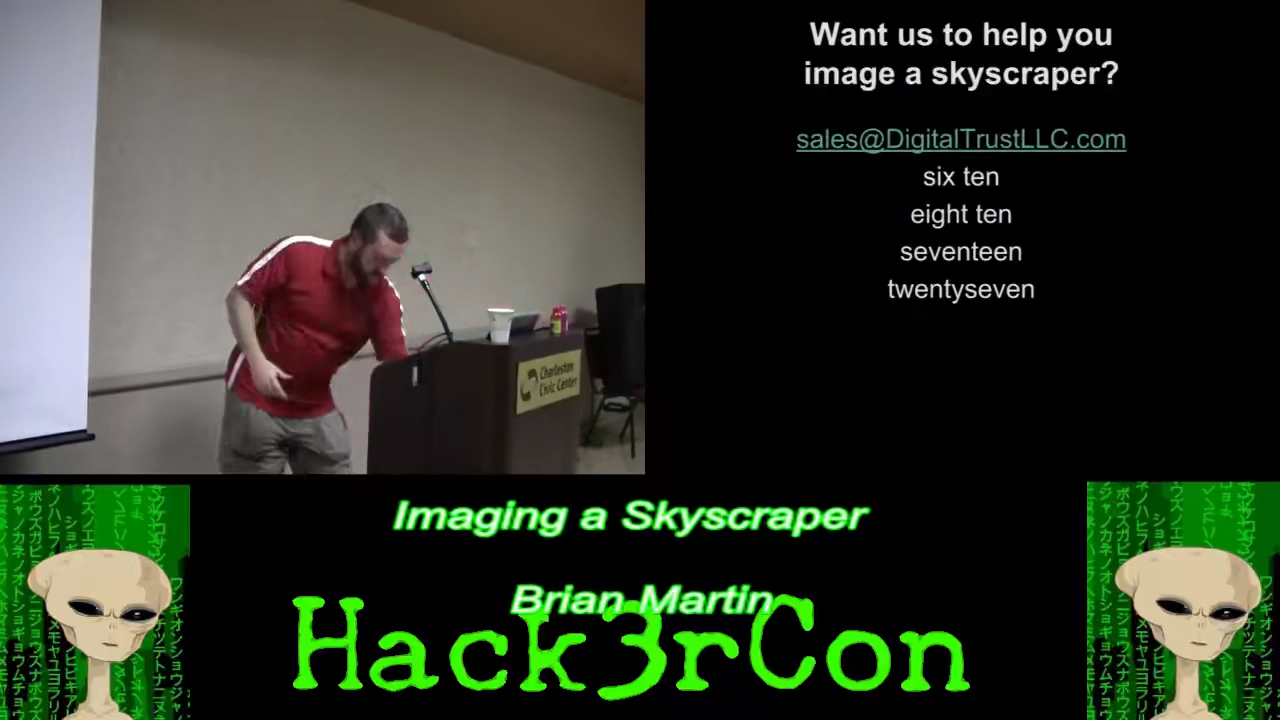 Want us to help you
image a skyscraper?
sales@DigitalTrustLLC.com
six ten
eight ten
seventeen
twentyseven
Charleston
Civic Center
Imaging a Skyscraper
Brian Martin
Hack3rCon